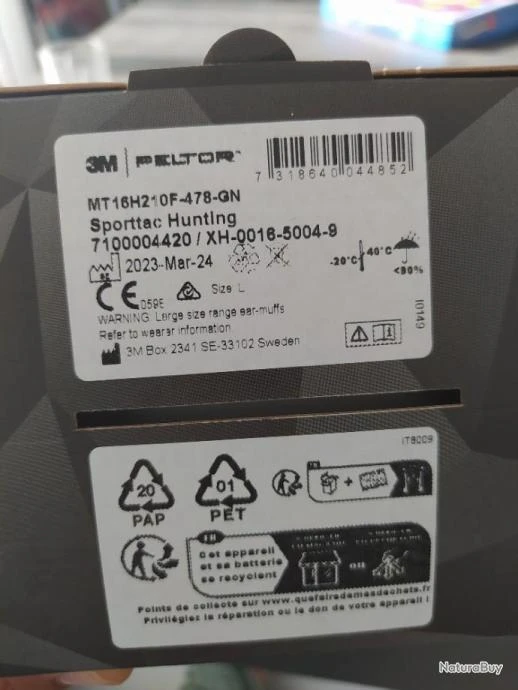 3M | PELTOR™
7 318640 044852
MT16H210F-478-GN
Sporttac Hunting
7100004420 / XH-0016-5004-9
2023-Mar-24
-20°C 40°C <90%
CE Size L
WARNING: Large size range ear-muffs
Refer to wearer information
3M Box 2341 SE-33102 Sweden
I0149
IT8009
20 01
PAP PET
FR
Cet appareil
et sa batterie
se recyclent
ou
Points de collecte sur www.quefairedemesdechets.fr
Privilégiez la réparation ou le don de votre appareil !
NaturaBuy